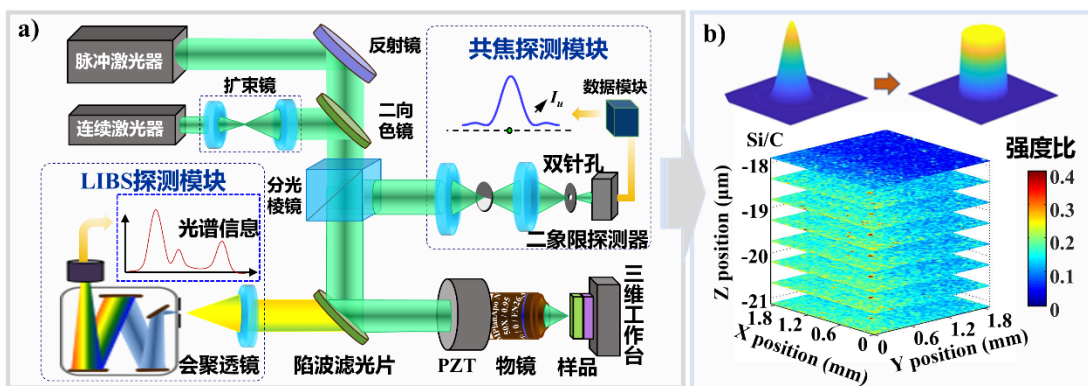 a)
脉冲激光器
反射镜
扩束镜
连续激光器
二向
色镜
共焦探测模块
数据模块
I_u
双针孔
二象限探测器
分光
棱镜
LIBS探测模块
光谱信息
会聚透镜
陷波滤光片
PZT
物镜
样品
三维工作台
MPlanApo N
50X / 0.95
b)
Si/C
-18
-19
-20
-21
Z position (μm)
强度比
0.4
0.3
0.2
0.1
0
1.8
1.2
0.6
0
X position (mm)
0
0.6
1.2
1.8
Y position (mm)